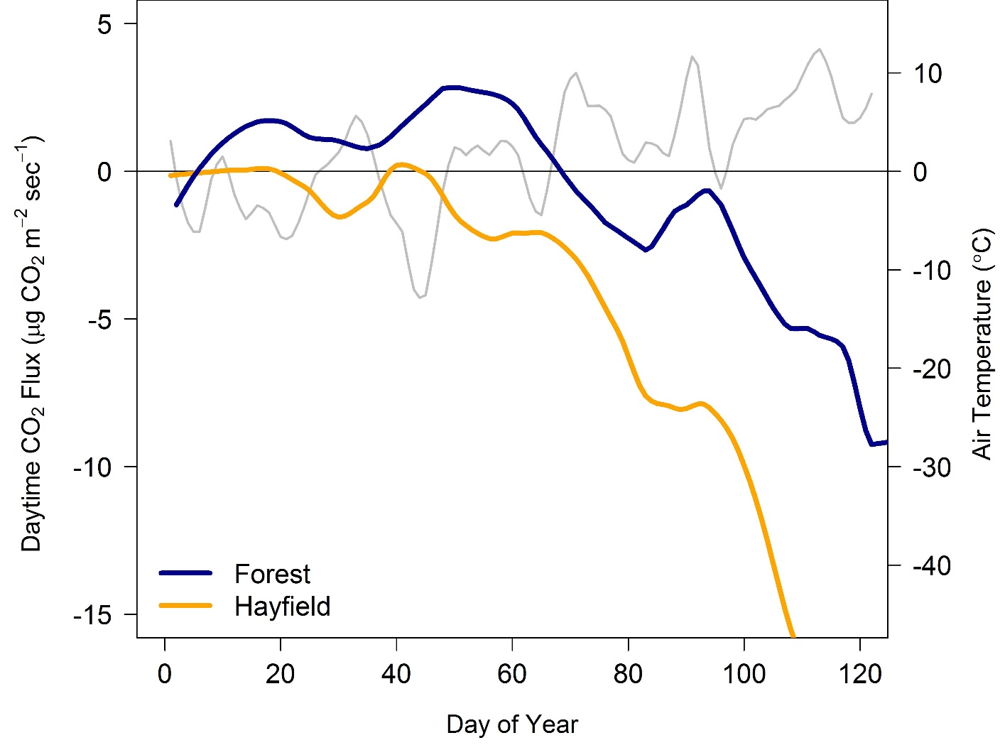 Daytime CO₂ Flux (μg CO₂ m⁻² sec⁻¹)
5
0
-5
-10
-15
10
0
-10
-20
-30
-40
Air Temperature (°C)
Forest
Hayfield
0 20 40 60 80 100 120
Day of Year